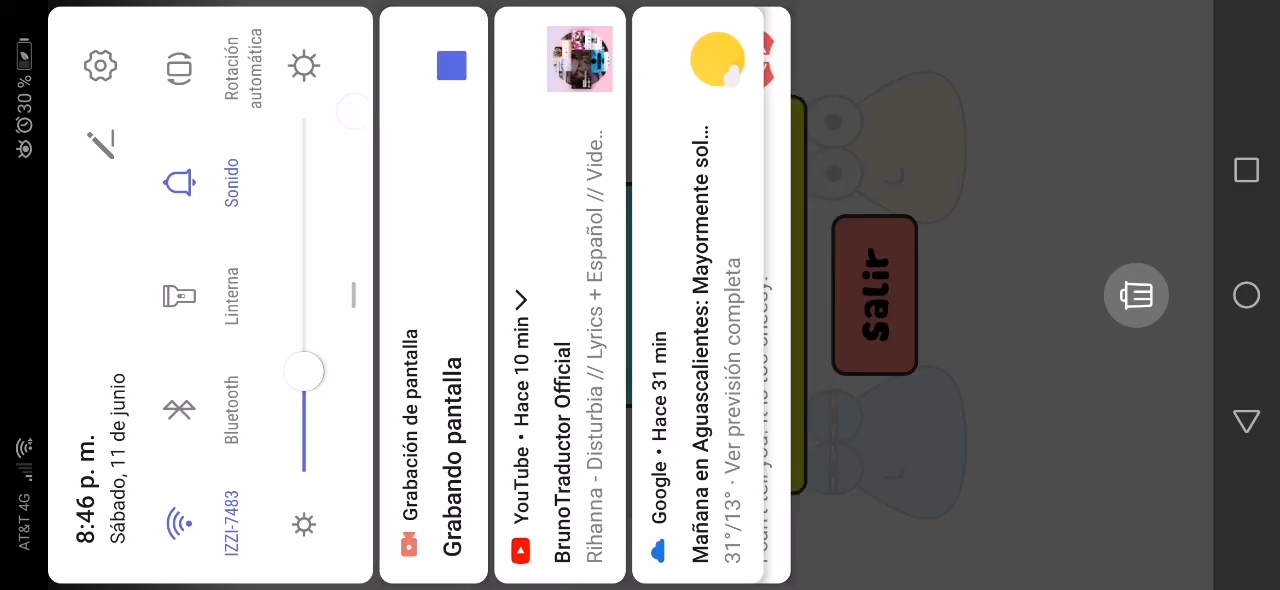 AT&T 4G
30 %
8:46 p. m.
Sábado, 11 de junio
IZZI-7483
Bluetooth
Linterna
Sonido
Rotación
automática
Grabación de pantalla
Grabando pantalla
YouTube • Hace 10 min
BrunoTraductor Official
Rihanna - Disturbia // Lyrics + Español // Vide..
Google • Hace 31 min
Mañana en Aguascalientes: Mayormente sol...
31°/13° · Ver previsión completa
Salir